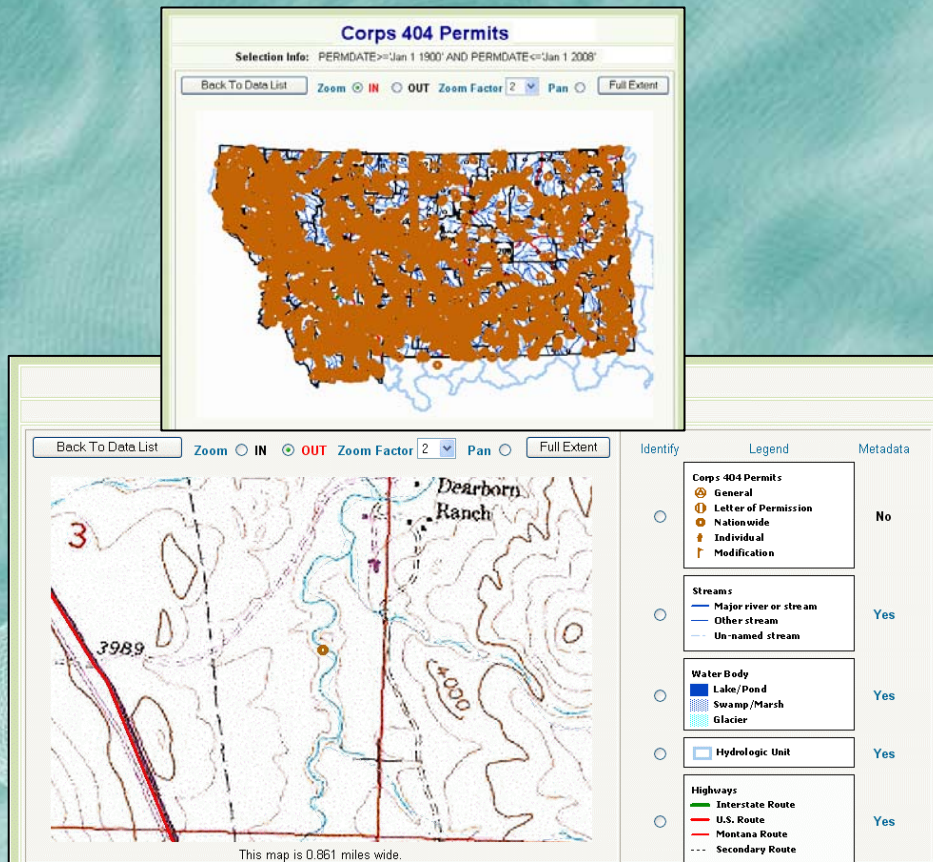 Corps 404 Permits
Selection Info: PERMDATE>='Jan 1 1900' AND PERMDATE<='Jan 1 2008'
Back To Data List Zoom IN OUT Zoom Factor 2 Pan Full Extent
Back To Data List Zoom IN OUT Zoom Factor 2 Pan Full Extent
Dearborn
Ranch
3
3989
4000
This map is 0.861 miles wide.
Identify Legend Metadata
Corps 404 Permits
General
Letter of Permission
Nationwide
Individual
Modification
No
Streams
Major river or stream
Other stream
Un-named stream
Yes
Water Body
Lake/Pond
Swamp/Marsh
Glacier
Yes
Hydrologic Unit
Yes
Highways
Interstate Route
U.S. Route
Montana Route
Secondary Route
Yes